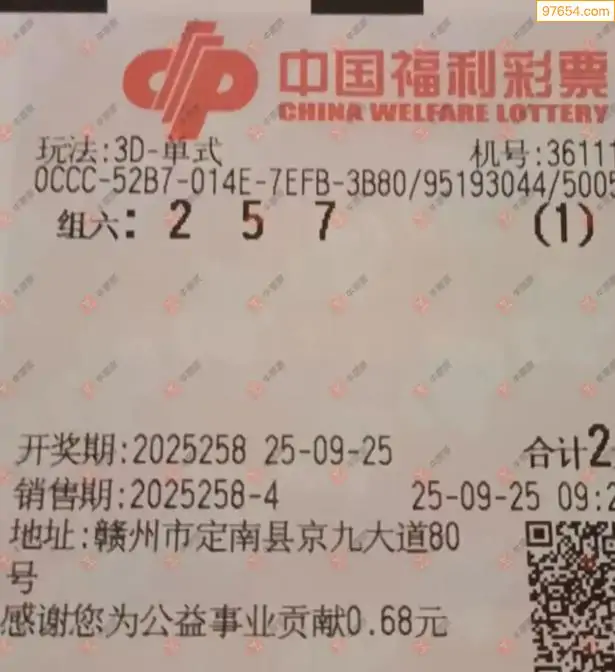 97654.com
中国福利彩票
CHINA WELFARE LOTTERY
玩法:3D-单式 机号:36111
0CCC-52B7-014E-7EFB-3B80/95193044/5005
组六: 2 5 7 (1)
开奖期:2025258 25-09-25 合计2
销售期:2025258-4 25-09-25 09:2
地址:赣州市定南县京九大道80
号
感谢您为公益事业贡献0.68元